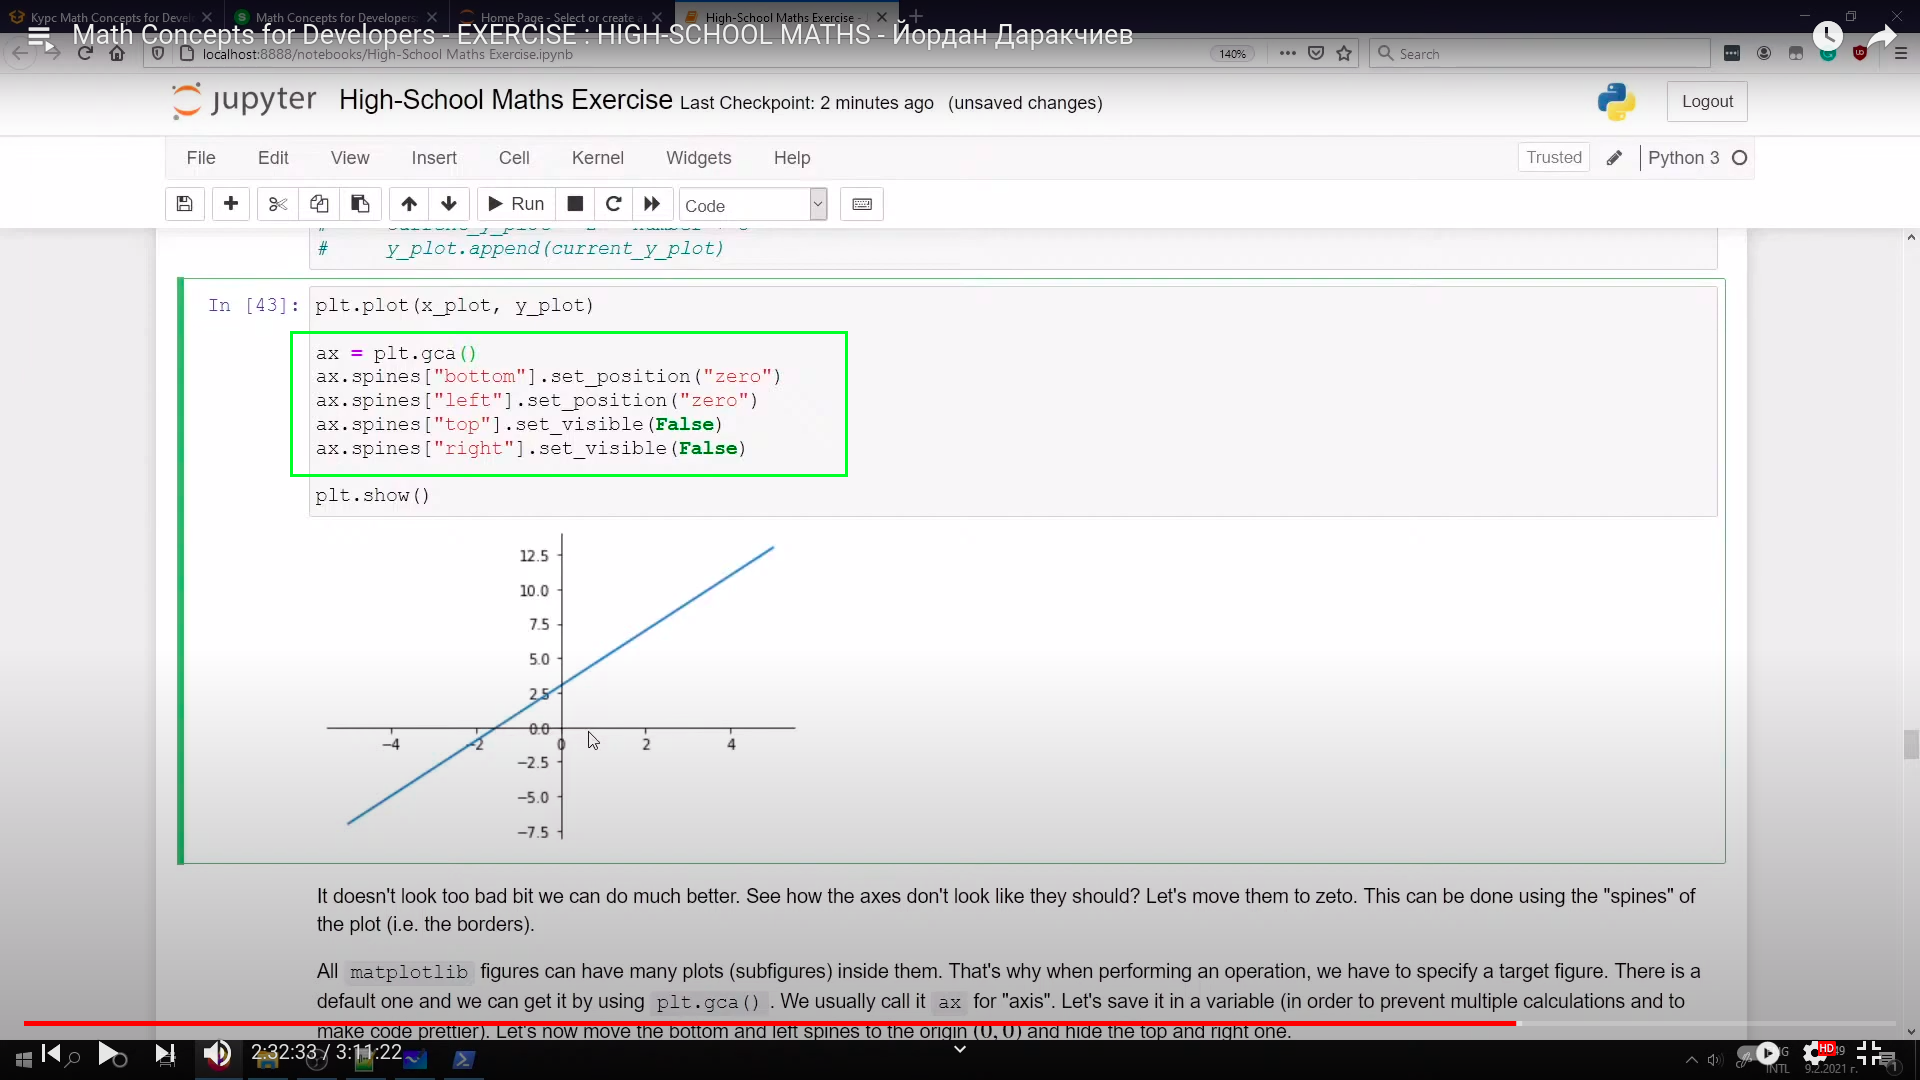 Курс Math Concepts for Devel
Math Concepts for Developers
Home Page - Select or create a
High-School Maths Exercise -
Math Concepts for Developers - EXERCISE : HIGH-SCHOOL MATHS - Йордан Даракчиев
localhost:8888/notebooks/High-School Maths Exercise.ipynb
140%
Search
jupyter High-School Maths Exercise Last Checkpoint: 2 minutes ago (unsaved changes)
Logout
File Edit View Insert Cell Kernel Widgets Help
Trusted
Python 3
Run
Code
# y_plot.append(current_y_plot)
In [43]: plt.plot(x_plot, y_plot)
ax = plt.gca()
ax.spines["bottom"].set_position("zero")
ax.spines["left"].set_position("zero")
ax.spines["top"].set_visible(False)
ax.spines["right"].set_visible(False)
plt.show()
12.5
10.0
7.5
5.0
2.5
0.0
−4 −2 0 2 4
−2.5
−5.0
−7.5
It doesn't look too bad bit we can do much better. See how the axes don't look like they should? Let's move them to zeto. This can be done using the "spines" of
the plot (i.e. the borders).
All matplotlib figures can have many plots (subfigures) inside them. That's why when performing an operation, we have to specify a target figure. There is a
default one and we can get it by using plt.gca() . We usually call it ax for "axis". Let's save it in a variable (in order to prevent multiple calculations and to
make code prettier). Let's now move the bottom and left spines to the origin (0, 0) and hide the top and right one.
2:32:33 / 3:11:22
HD
INTL
9.2.2021 г.